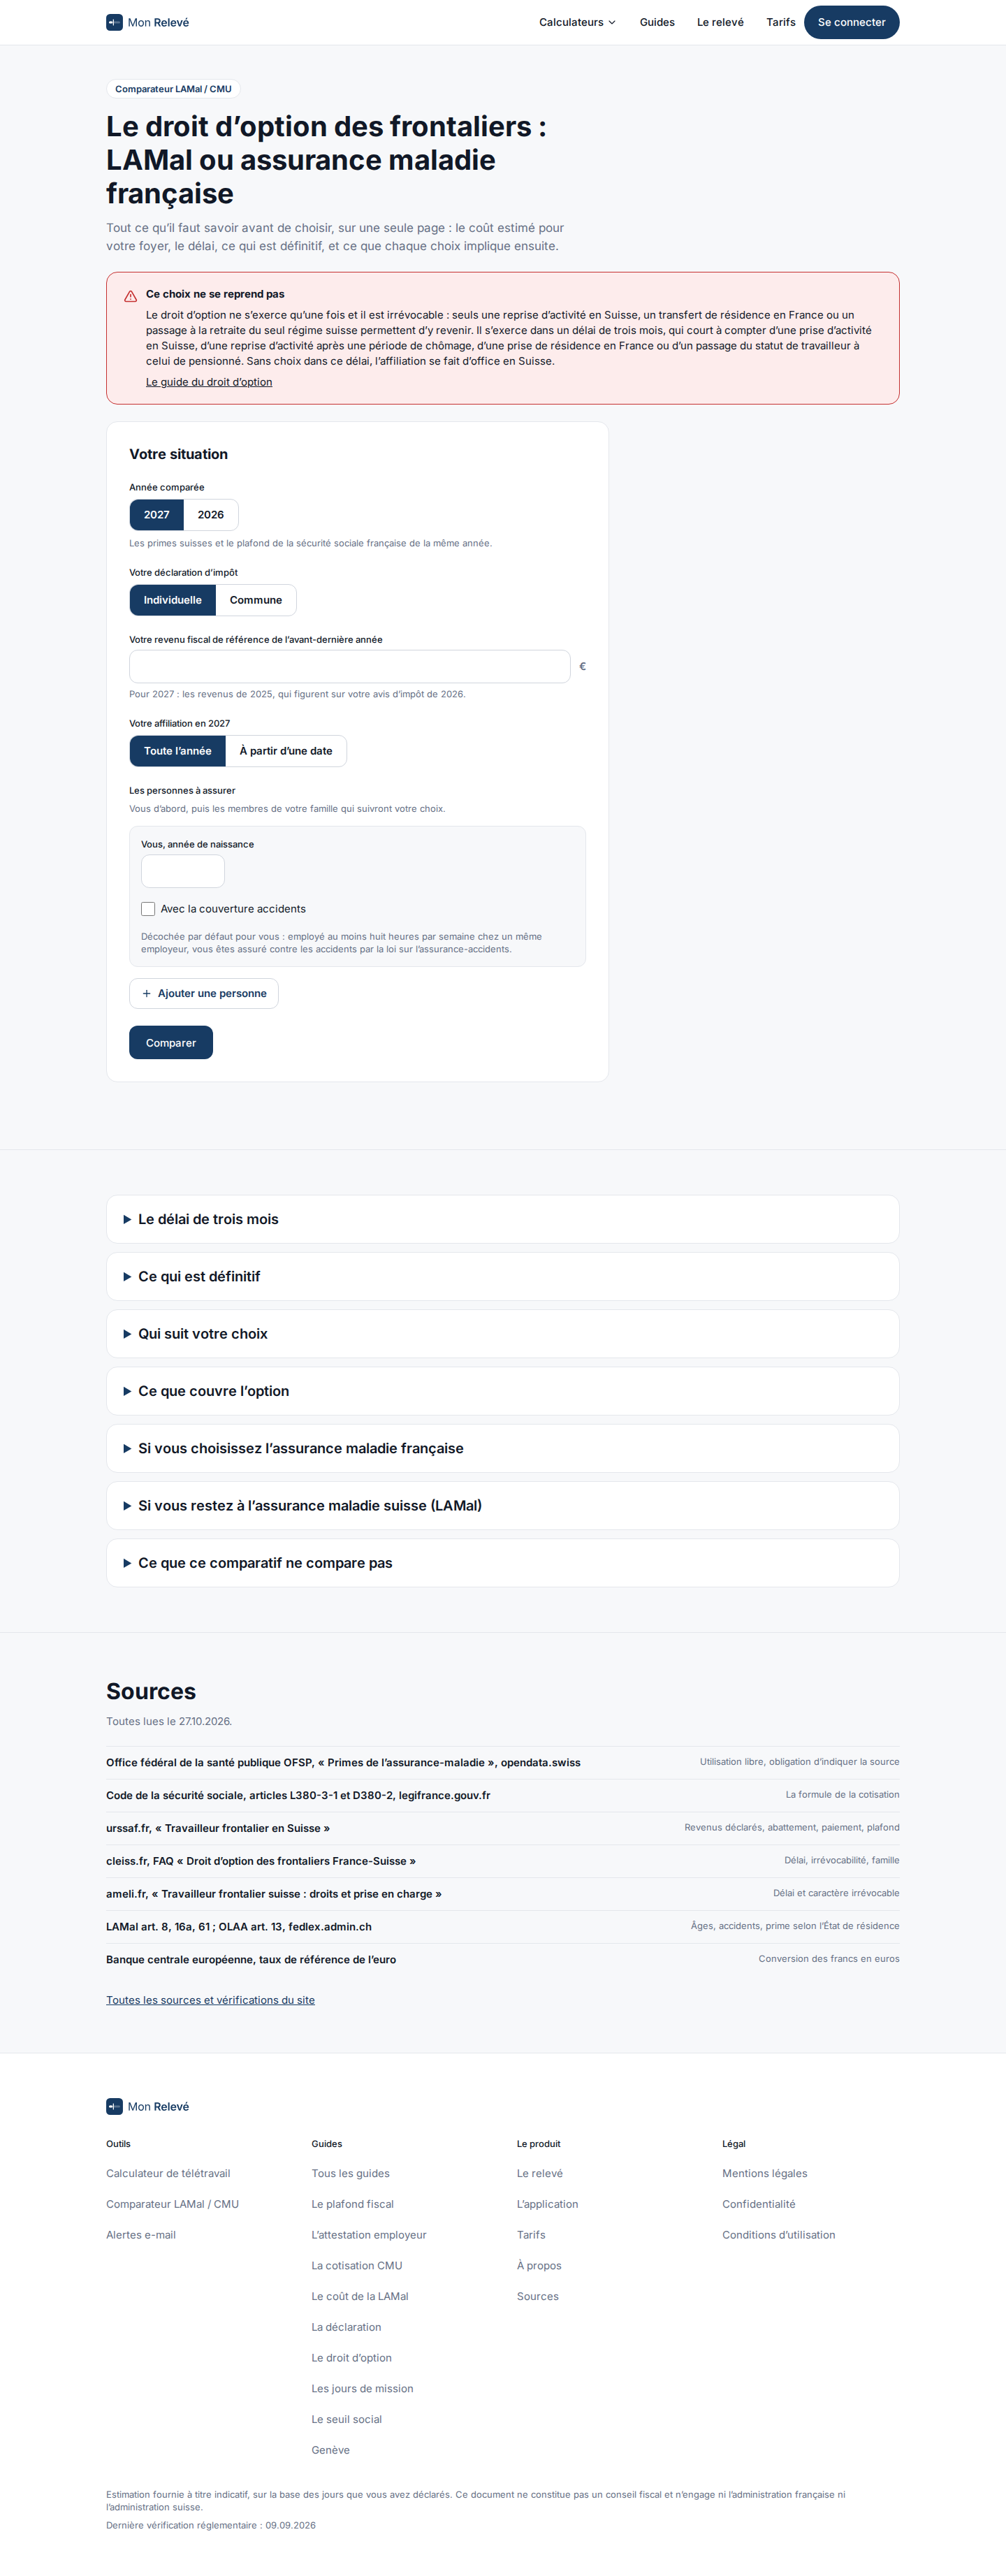 Mon Relevé
Calculateurs
Guides
Le relevé
Tarifs
Se connecter
Comparateur LAMal / CMU
Le droit d’option des frontaliers :
LAMal ou assurance maladie
française
Tout ce qu’il faut savoir avant de choisir, sur une seule page : le coût estimé pour
votre foyer, le délai, ce qui est définitif, et ce que chaque choix implique ensuite.
Ce choix ne se reprend pas
Le droit d’option ne s’exerce qu’une fois et il est irrévocable : seuls une reprise d’activité en Suisse, un transfert de résidence en France ou un
passage à la retraite du seul régime suisse permettent d’y revenir. Il s’exerce dans un délai de trois mois, qui court à compter d’une prise d’activité
en Suisse, d’une reprise d’activité après une période de chômage, d’une prise de résidence en France ou d’un passage du statut de travailleur à
celui de pensionné. Sans choix dans ce délai, l’affiliation se fait d’office en Suisse.
Le guide du droit d’option
Votre situation
Année comparée
2027
2026
Les primes suisses et le plafond de la sécurité sociale française de la même année.
Votre déclaration d’impôt
Individuelle
Commune
Votre revenu fiscal de référence de l’avant-dernière année
€
Pour 2027 : les revenus de 2025, qui figurent sur votre avis d’impôt de 2026.
Votre affiliation en 2027
Toute l’année
À partir d’une date
Les personnes à assurer
Vous d’abord, puis les membres de votre famille qui suivront votre choix.
Vous, année de naissance
Avec la couverture accidents
Décochée par défaut pour vous : employé au moins huit heures par semaine chez un même
employeur, vous êtes assuré contre les accidents par la loi sur l’assurance-accidents.
Ajouter une personne
Comparer
Le délai de trois mois
Ce qui est définitif
Qui suit votre choix
Ce que couvre l’option
Si vous choisissez l’assurance maladie française
Si vous restez à l’assurance maladie suisse (LAMal)
Ce que ce comparatif ne compare pas
Sources
Toutes lues le 27.10.2026.
Office fédéral de la santé publique OFSP, « Primes de l’assurance-maladie », opendata.swiss
Utilisation libre, obligation d’indiquer la source
Code de la sécurité sociale, articles L380-3-1 et D380-2, legifrance.gouv.fr
La formule de la cotisation
urssaf.fr, « Travailleur frontalier en Suisse »
Revenus déclarés, abattement, paiement, plafond
cleiss.fr, FAQ « Droit d’option des frontaliers France-Suisse »
Délai, irrévocabilité, famille
ameli.fr, « Travailleur frontalier suisse : droits et prise en charge »
Délai et caractère irrévocable
LAMal art. 8, 16a, 61 ; OLAA art. 13, fedlex.admin.ch
Âges, accidents, prime selon l’État de résidence
Banque centrale européenne, taux de référence de l’euro
Conversion des francs en euros
Toutes les sources et vérifications du site
Mon Relevé
Outils
Calculateur de télétravail
Comparateur LAMal / CMU
Alertes e-mail
Guides
Tous les guides
Le plafond fiscal
L’attestation employeur
La cotisation CMU
Le coût de la LAMal
La déclaration
Le droit d’option
Les jours de mission
Le seuil social
Genève
Le produit
Le relevé
L’application
Tarifs
À propos
Sources
Légal
Mentions légales
Confidentialité
Conditions d’utilisation
Estimation fournie à titre indicatif, sur la base des jours que vous avez déclarés. Ce document ne constitue pas un conseil fiscal et n’engage ni l’administration française ni
l’administration suisse.
Dernière vérification réglementaire : 09.09.2026